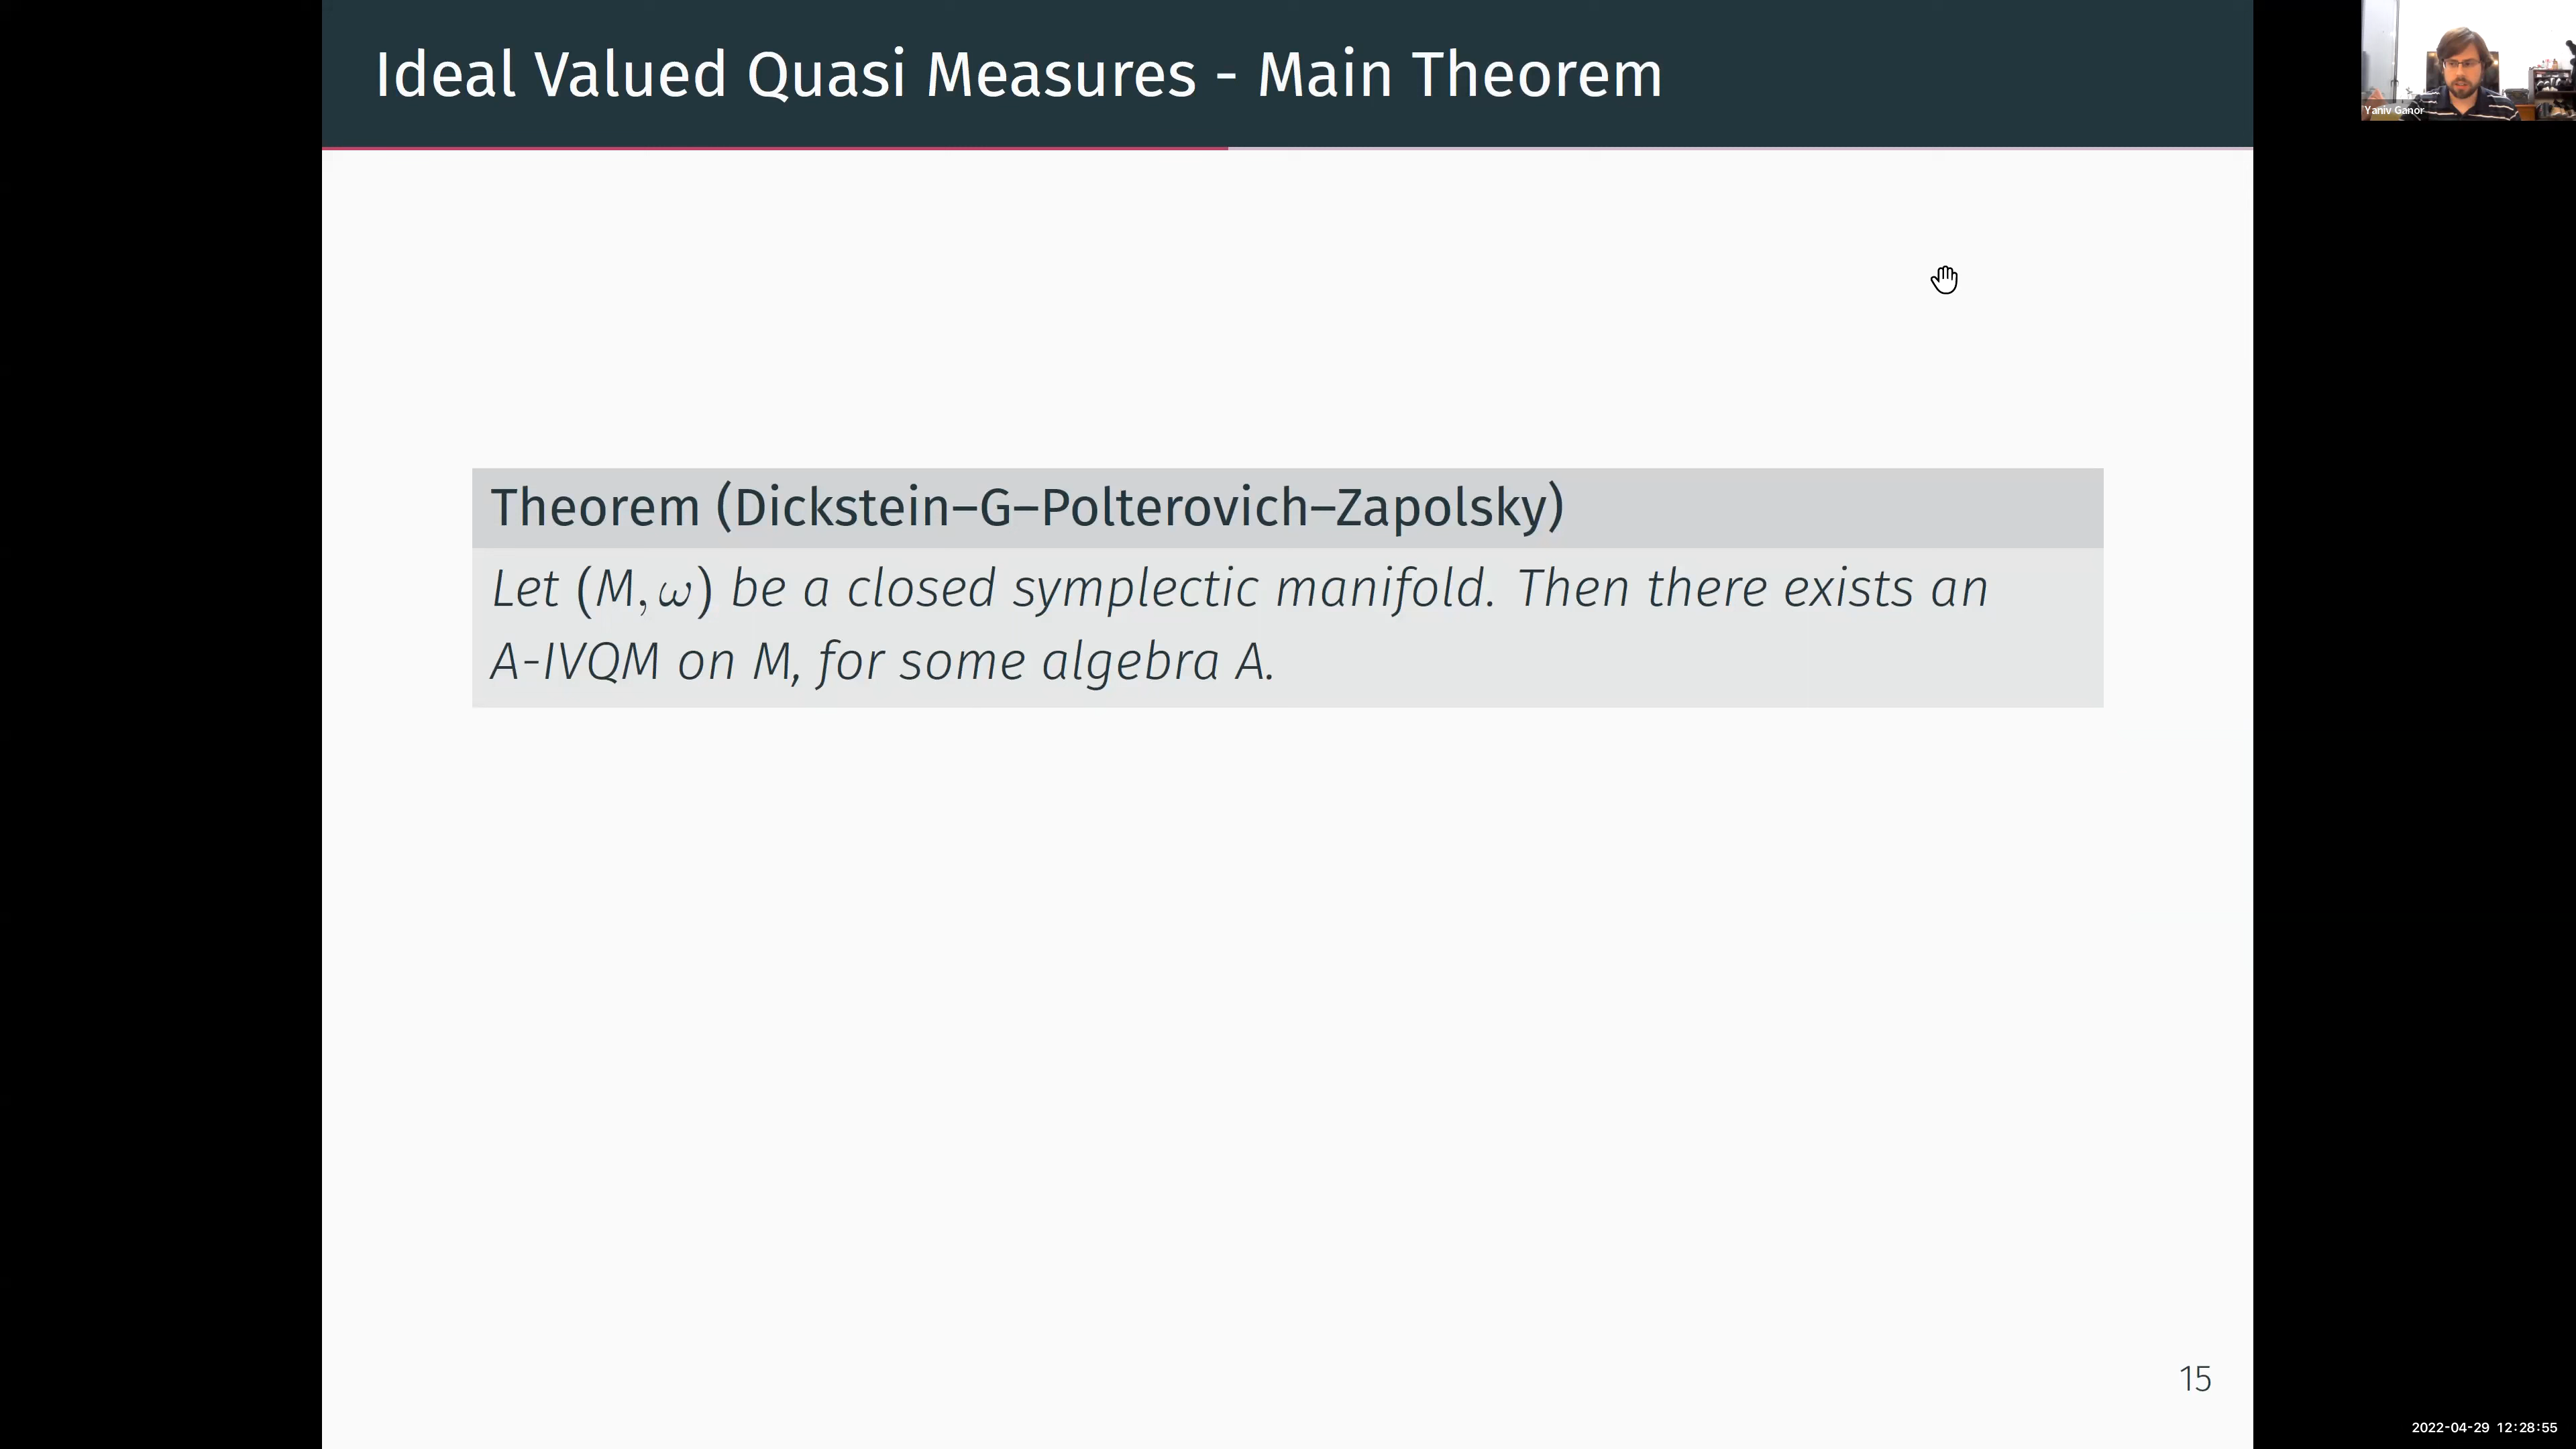 Ideal Valued Quasi Measures - Main Theorem
Yaniv Ganor
Theorem (Dickstein–G–Polterovich–Zapolsky)
Let (M, ω) be a closed symplectic manifold. Then there exists an
A-IVQM on M, for some algebra A.
15
2022-04-29 12:28:55